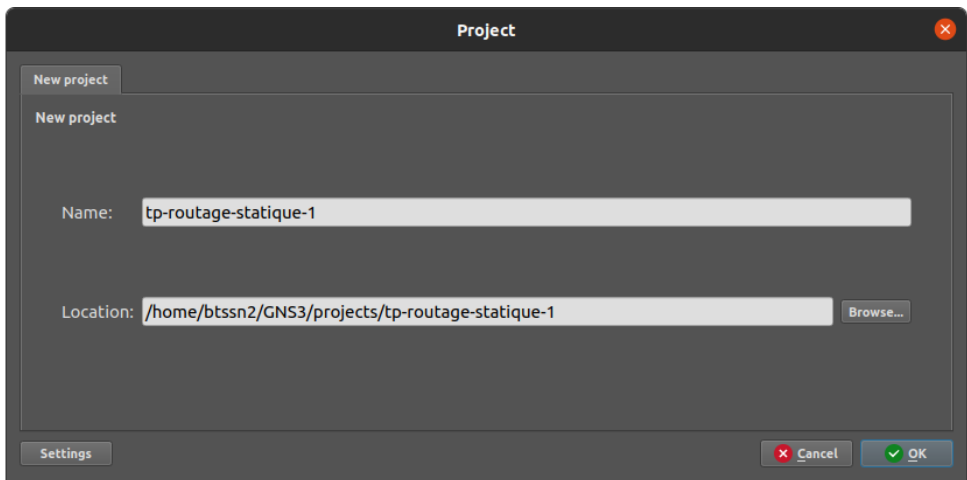 Project
New project
New project
Name: tp-routage-statique-1
Location: /home/btssn2/GNS3/projects/tp-routage-statique-1 Browse...
Settings Cancel OK